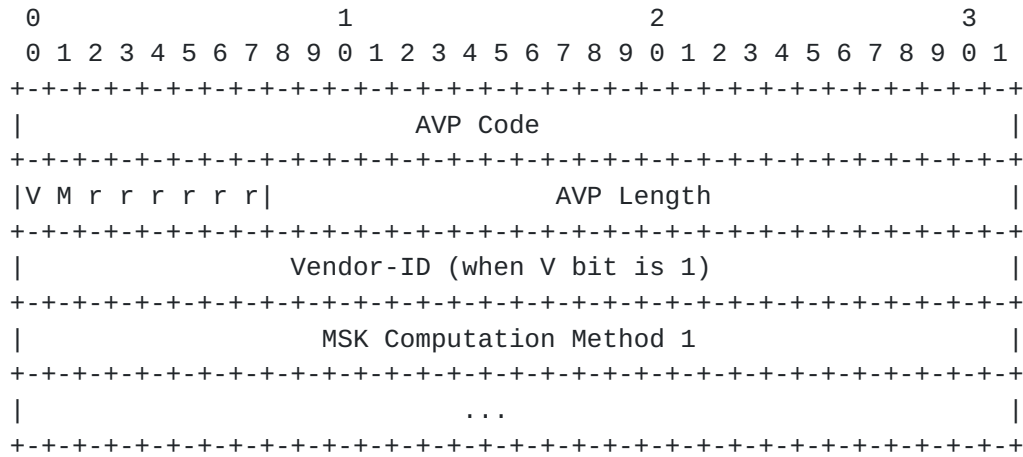 0                   1                   2                   3
 0 1 2 3 4 5 6 7 8 9 0 1 2 3 4 5 6 7 8 9 0 1 2 3 4 5 6 7 8 9 0 1
+-+-+-+-+-+-+-+-+-+-+-+-+-+-+-+-+-+-+-+-+-+-+-+-+-+-+-+-+-+-+-+-+
|                          AVP Code                              |
+-+-+-+-+-+-+-+-+-+-+-+-+-+-+-+-+-+-+-+-+-+-+-+-+-+-+-+-+-+-+-+-+
|V M r r r r r r|                  AVP Length                   |
+-+-+-+-+-+-+-+-+-+-+-+-+-+-+-+-+-+-+-+-+-+-+-+-+-+-+-+-+-+-+-+-+
|                 Vendor-ID (when V bit is 1)                   |
+-+-+-+-+-+-+-+-+-+-+-+-+-+-+-+-+-+-+-+-+-+-+-+-+-+-+-+-+-+-+-+-+
|                   MSK Computation Method 1                    |
+-+-+-+-+-+-+-+-+-+-+-+-+-+-+-+-+-+-+-+-+-+-+-+-+-+-+-+-+-+-+-+-+
|                            ...                                |
+-+-+-+-+-+-+-+-+-+-+-+-+-+-+-+-+-+-+-+-+-+-+-+-+-+-+-+-+-+-+-+-+